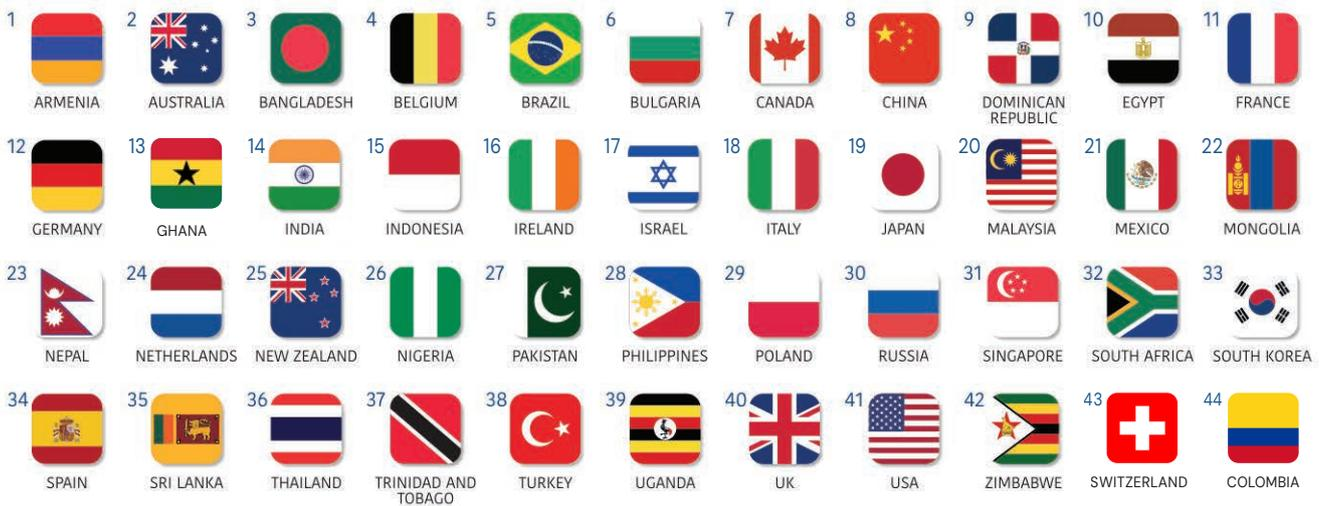 1 2 3 4 5 6 7 8 9 10 11
ARMENIA AUSTRALIA BANGLADESH BELGIUM BRAZIL BULGARIA CANADA CHINA DOMINICAN REPUBLIC EGYPT FRANCE
12 13 14 15 16 17 18 19 20 21 22
GERMANY GHANA INDIA INDONESIA IRELAND ISRAEL ITALY JAPAN MALAYSIA MEXICO MONGOLIA
23 24 25 26 27 28 29 30 31 32 33
NEPAL NETHERLANDS NEW ZEALAND NIGERIA PAKISTAN PHILIPPINES POLAND RUSSIA SINGAPORE SOUTH AFRICA SOUTH KOREA
34 35 36 37 38 39 40 41 42 43 44
SPAIN SRI LANKA THAILAND TRINIDAD AND TOBAGO TURKEY UGANDA UK USA ZIMBABWE SWITZERLAND COLOMBIA